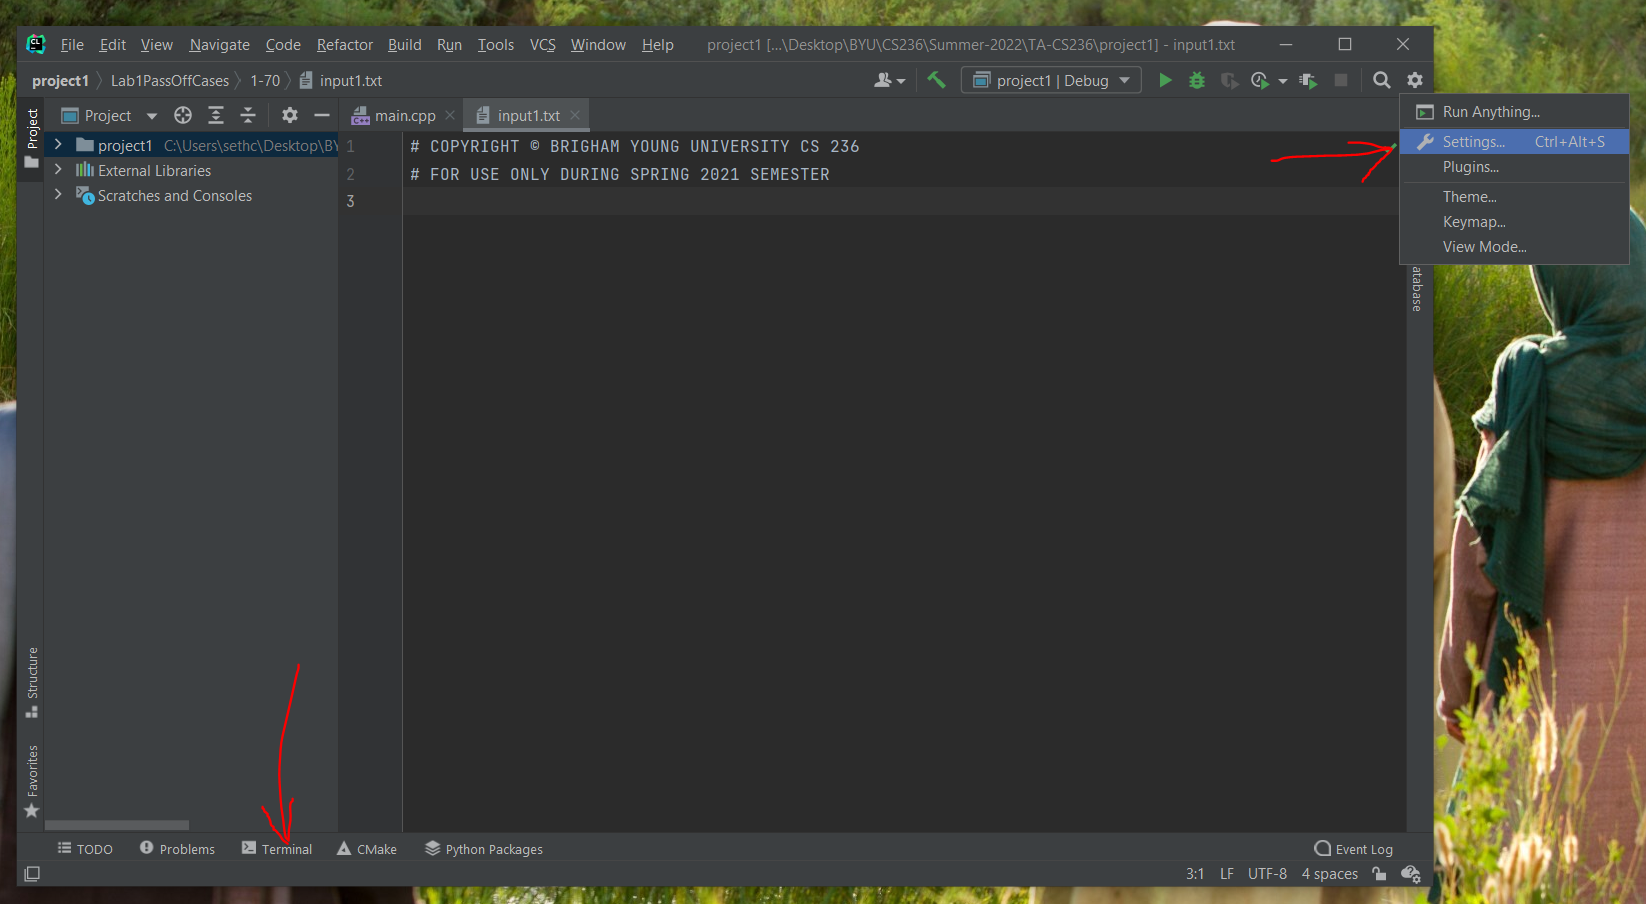 CL File Edit View Navigate Code Refactor Build Run Tools VCS Window Help project1 [...\Desktop\BYU\CS236\Summer-2022\TA-CS236\project1] - input1.txt
project1 Lab1PassOffCases 1-70 input1.txt project1 | Debug
Project Project main.cpp input1.txt
Run Anything...
Settings... Ctrl+Alt+S
Plugins...
Theme...
Keymap...
View Mode...
project1 C:\Users\sethc\Desktop\BY
External Libraries
Scratches and Consoles
1 # COPYRIGHT © BRIGHAM YOUNG UNIVERSITY CS 236
2 # FOR USE ONLY DURING SPRING 2021 SEMESTER
3
atabase
Structure
Favorites
TODO Problems Terminal CMake Python Packages Event Log
3:1 LF UTF-8 4 spaces